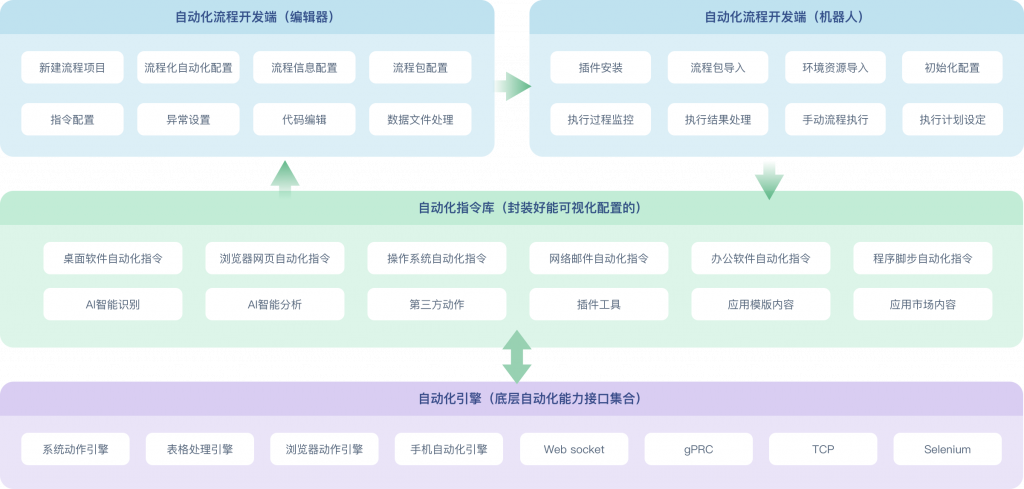 自动化流程开发端（编辑器）
新建流程项目 流程化自动化配置 流程信息配置 流程包配置
指令配置 异常设置 代码编辑 数据文件处理
自动化流程开发端（机器人）
插件安装 流程包导入 环境资源导入 初始化配置
执行过程监控 执行结果处理 手动流程执行 执行计划设定
自动化指令库（封装好能可视化配置的）
桌面软件自动化指令 浏览器网页自动化指令 操作系统自动化指令 网络邮件自动化指令 办公软件自动化指令 程序脚步自动化指令
AI智能识别 AI智能分析 第三方动作 插件工具 应用模版内容 应用市场内容
自动化引擎（底层自动化能力接口集合）
系统动作引擎 表格处理引擎 浏览器动作引擎 手机自动化引擎 Web socket gPRC TCP Selenium